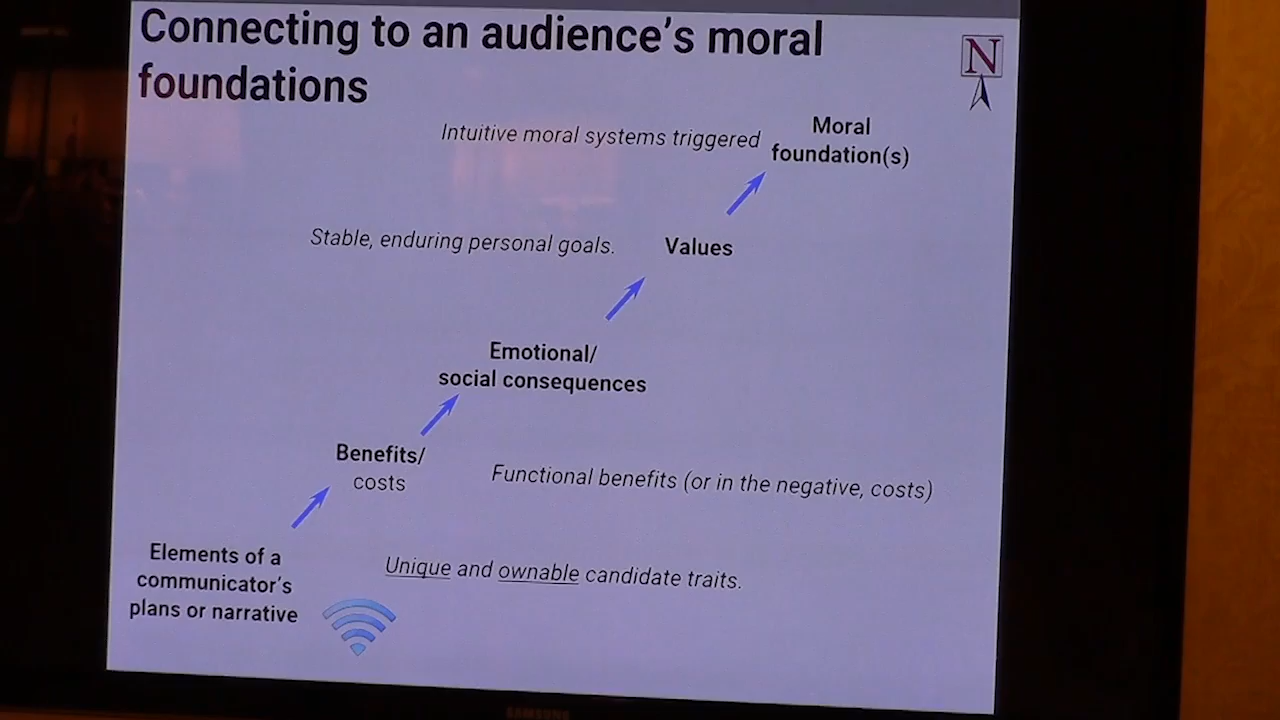 Connecting to an audience's moral
foundations
N
Intuitive moral systems triggered
Moral
foundation(s)
Stable, enduring personal goals.
Values
Emotional/
social consequences
Benefits/
costs
Functional benefits (or in the negative, costs)
Elements of a
communicator's
plans or narrative
Unique and ownable candidate traits.
SAMSUNG